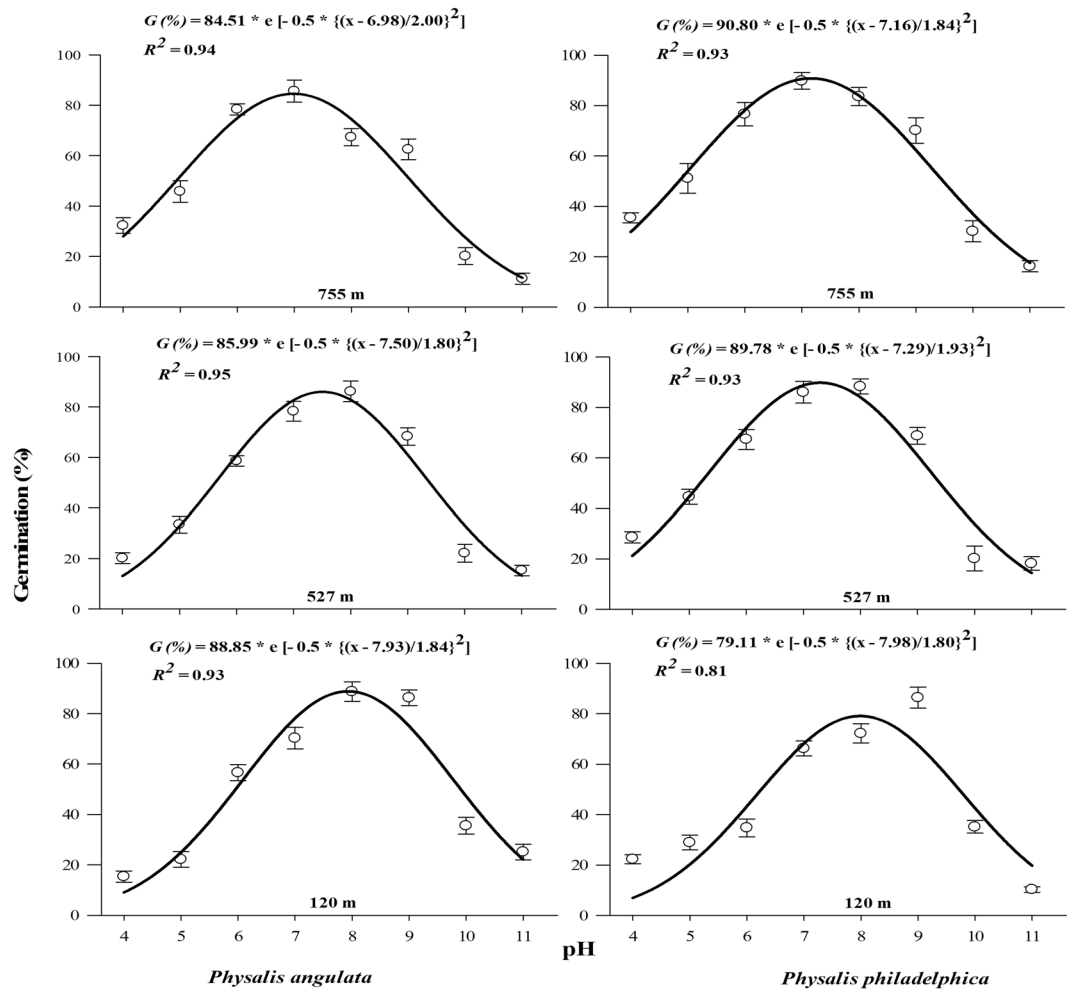 G (%) = 84.51 * e [- 0.5 * {(x - 6.98)/2.00}²]
R² = 0.94
100
80
60
40
20
0
755 m
G (%) = 90.80 * e [- 0.5 * {(x - 7.16)/1.84}²]
R² = 0.93
100
80
60
40
20
0
755 m
G (%) = 85.99 * e [- 0.5 * {(x - 7.50)/1.80}²]
R² = 0.95
100
80
60
40
20
0
527 m
G (%) = 89.78 * e [- 0.5 * {(x - 7.29)/1.93}²]
R² = 0.93
100
80
60
40
20
0
527 m
Germination (%)
G (%) = 88.85 * e [- 0.5 * {(x - 7.93)/1.84}²]
R² = 0.93
100
80
60
40
20
0
120 m
4 5 6 7 8 9 10 11
G (%) = 79.11 * e [- 0.5 * {(x - 7.98)/1.80}²]
R² = 0.81
100
80
60
40
20
0
120 m
4 5 6 7 8 9 10 11
pH
Physalis angulata
Physalis philadelphica